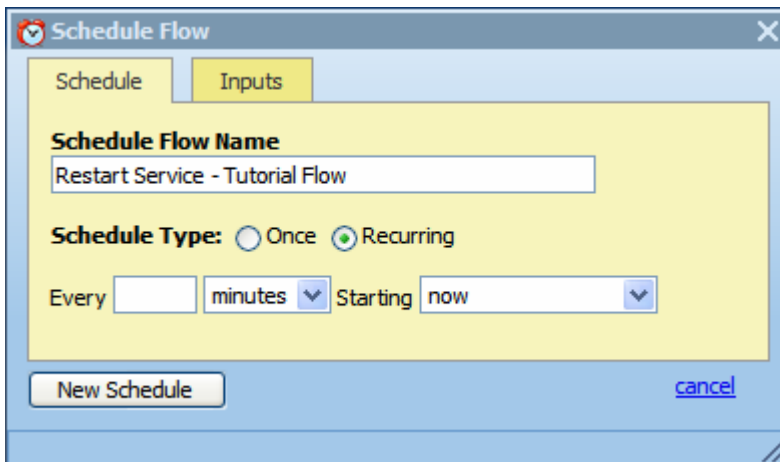 Schedule Flow
Schedule Inputs
Schedule Flow Name
Restart Service - Tutorial Flow
Schedule Type: Once Recurring
Every minutes Starting now
New Schedule cancel